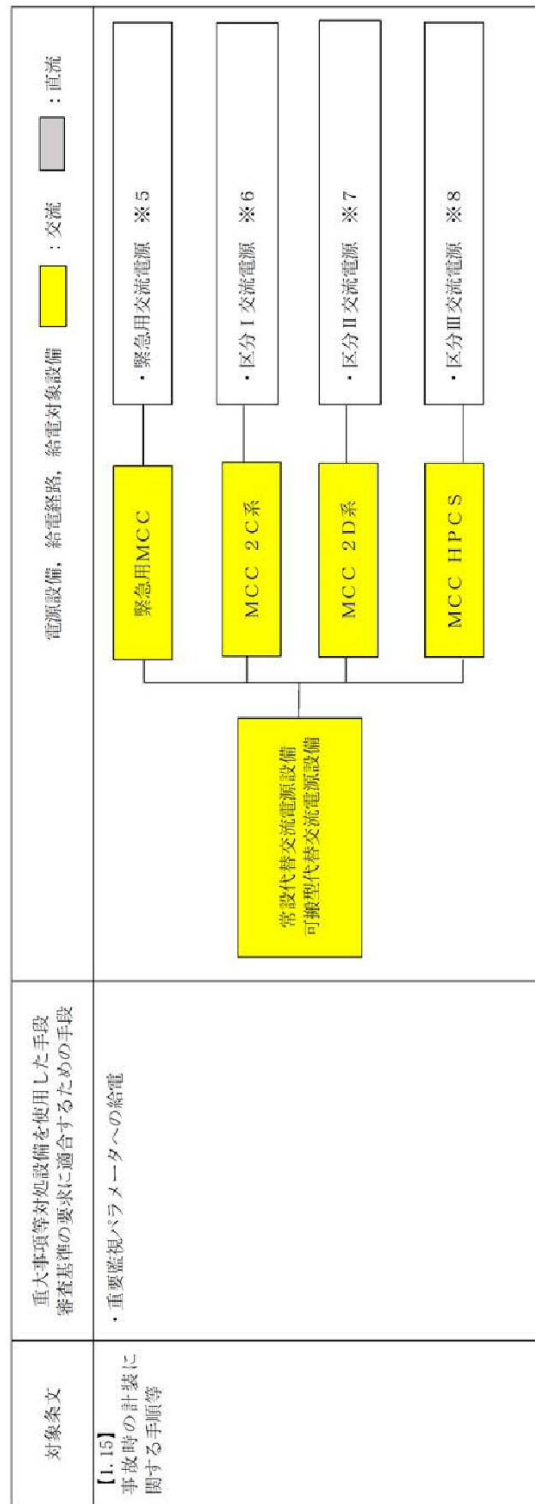 対象条文
重大事項等対処設備を使用した手段
審査基準の要求に適合するための手段
電源設備，給電経路，給電対象設備
：交流
：直流
【1.15】
事故時の計装に
関する手順等
・重要監視パラメータへの給電
常設代替交流電源設備
可搬型代替交流電源設備
緊急用MCC
・緊急用交流電源　※5
MCC 2C系
・区分Ⅰ交流電源　※6
MCC 2D系
・区分Ⅱ交流電源　※7
MCC HPCS
・区分Ⅲ交流電源　※8